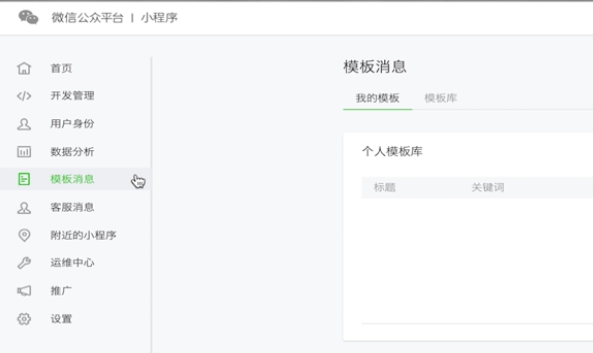 微信公众平台 | 小程序
首页
开发管理
用户身份
数据分析
模板消息
客服消息
附近的小程序
运维中心
推广
设置
模板消息
我的模板 模板库
个人模板库
标题 关键词